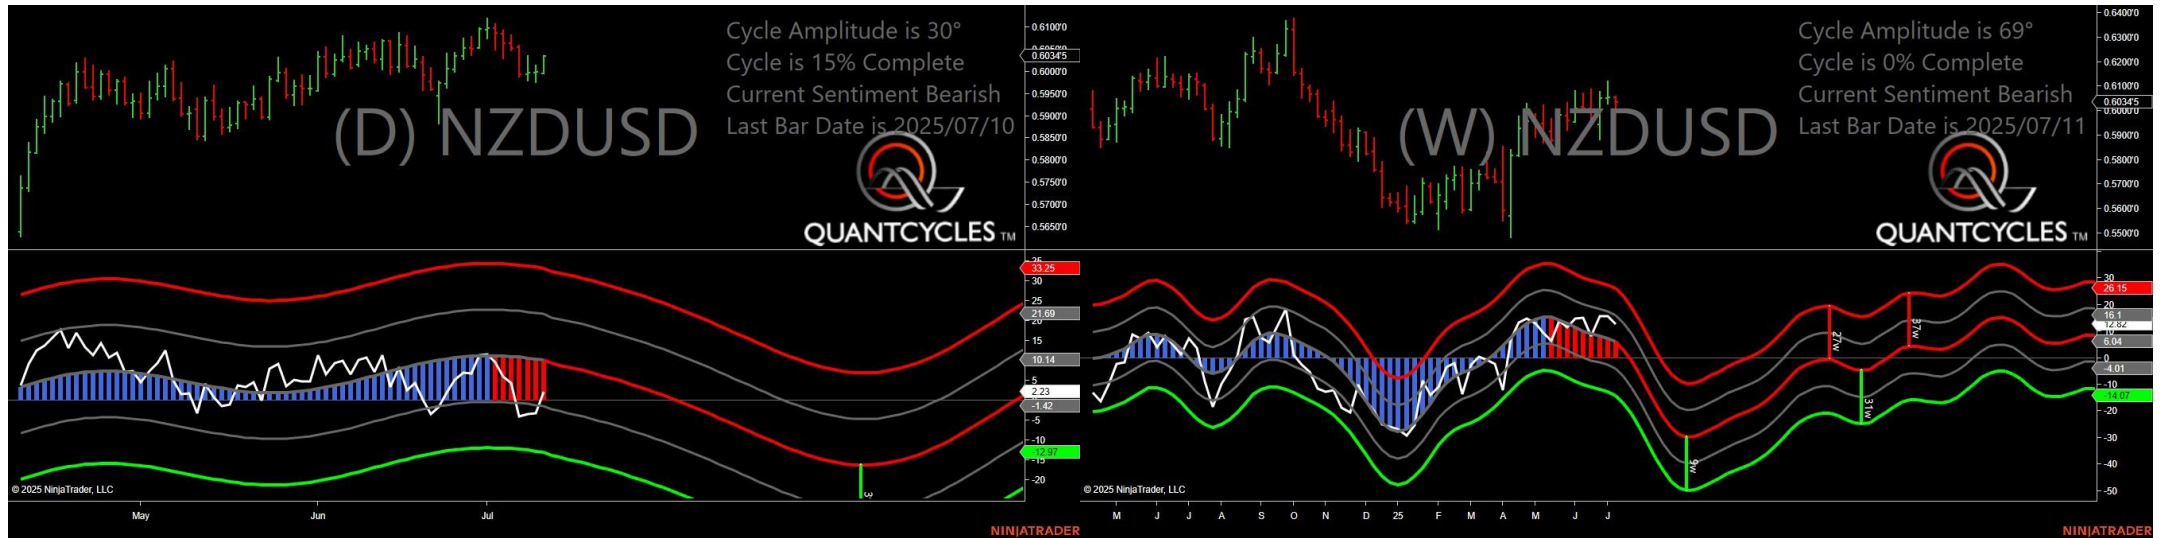 Cycle Amplitude is 30°
Cycle is 15% Complete
Current Sentiment Bearish
Last Bar Date is 2025/07/10
(D) NZDUSD
QUANTCYCLES TM
0.6100'0
0.6034'5
0.6000'0
0.5950'0
0.5900'0
0.5850'0
0.5800'0
0.5750'0
0.5700'0
0.5650'0
33.25
30
25
21.69
20
15
10.14
5
2.23
-1.42
-5
-10
-12.97
-15
-20
3
© 2025 NinjaTrader, LLC
May Jun Jul
NINJATRADER
Cycle Amplitude is 69°
Cycle is 0% Complete
Current Sentiment Bearish
Last Bar Date is 2025/07/11
(W) NZDUSD
QUANTCYCLES TM
0.6400'0
0.6300'0
0.6200'0
0.6100'0
0.6034'5
0.6000'0
0.5900'0
0.5800'0
0.5700'0
0.5600'0
0.5500'0
30
26.15
20
16.1
12.82
6.04
0
-4.01
-10
-14.07
-20
-30
-40
-50
9w
27w
31w
37w
© 2025 NinjaTrader, LLC
M J J A S O N D 25 F M A M J J
NINJATRADER